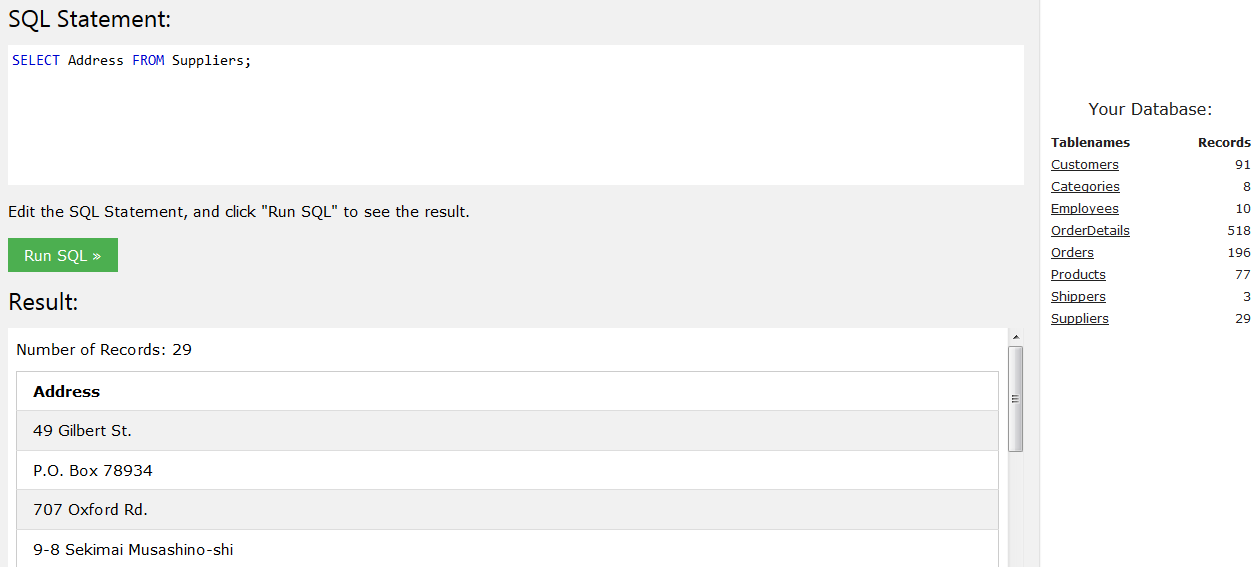 SQL Statement:
SELECT Address FROM Suppliers;
Edit the SQL Statement, and click "Run SQL" to see the result.
Run SQL »
Result:
Number of Records: 29
Address
49 Gilbert St.
P.O. Box 78934
707 Oxford Rd.
9-8 Sekimai Musashino-shi
Your Database:
Tablenames Records
Customers 91
Categories 8
Employees 10
OrderDetails 518
Orders 196
Products 77
Shippers 3
Suppliers 29